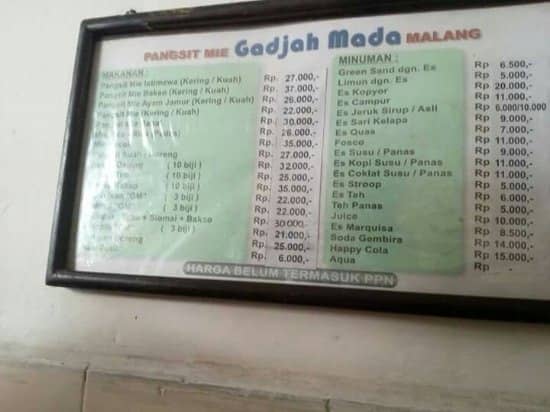 PANGSIT MIE Gadjah Mada MALANG
MAKANAN :
Pangsit Mie Istimewa (Kering / Kuah) Rp. 27.000,-
Pangsit Mie Bakso (Kering / Kuah) Rp. 37.000,-
Pangsit Mie Ayam Jamur (Kering / Kuah) Rp. 26.000,-
Pangsit Mie (Kering / Kuah) Rp. 22.000,-
Rp. 30.000,-
Rp. 26.000,-
Rp. 35.000,-
Rp. 27.000,-
( 10 biji ) Rp. 32.000,-
( 10 biji ) Rp. 25.000,-
( 10 biji ) Rp. 35.000,-
"GM" ( 3 biji ) Rp. 22.000,-
"GM" ( 3 biji ) Rp. 22.000,-
+ Siomai + Bakso Rp. 30.000
( 3 biji ) Rp. 21.000,-
Rp. 25.000,-
Rp. 6.000,-
MINUMAN :
Green Sand dgn. Es
Limun dgn. Es
Es Kopyor
Es Campur
Es Jeruk Sirup / Asli
Es Sari Kelapa
Es Quas
Fosco
Es Susu / Panas
Es Kopi Susu / Panas
Es Coklat Susu / Panas
Es Stroop
Es Teh
Teh Panas
Juice
Es Marquisa
Soda Gembira
Happy Cola
Aqua
Rp 6.500,-
Rp 5.000,-
Rp 20.000,-
Rp 11.000,-
Rp 6.000/10.000
Rp 9.000,-
Rp 7.000,-
Rp 11.000,-
Rp 9.000,-
Rp 11.000,-
Rp 11.000,-
Rp 5.000,-
Rp 6.000,-
Rp 5.000,-
Rp 10.000,-
Rp 8.500,-
Rp 14.000,-
Rp 15.000,-
Rp -
HARGA BELUM TERMASUK PPN